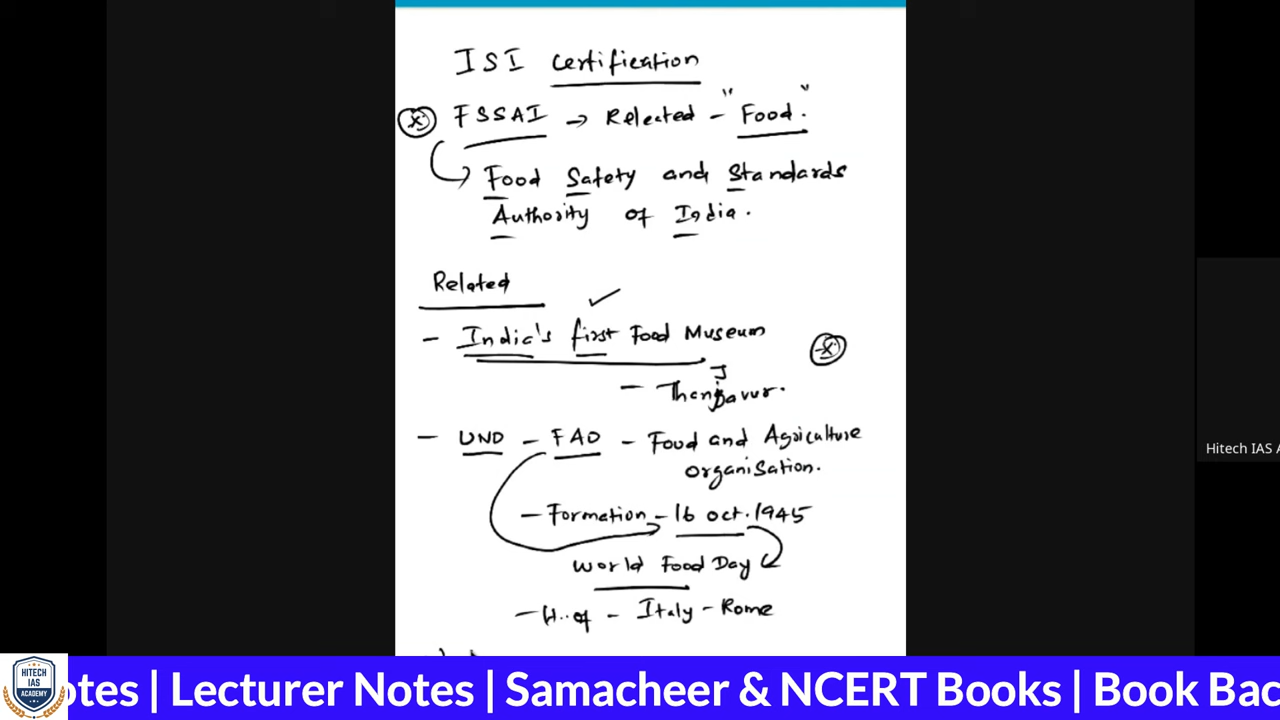 ISI Certification
FSSAI → Relected - "Food."
Food Safety and Standards
Authority of India.
Related
- India's first Food Museum
- Thanjavur.
- UNO - FAO - Food and Agriculture
organisation.
- Formation - 16 oct. 1945
World Food Day
- H.q - Italy - Rome
Hitech IAS A
HITECH
IAS
ACADEMY
otes | Lecturer Notes | Samacheer & NCERT Books | Book Bac